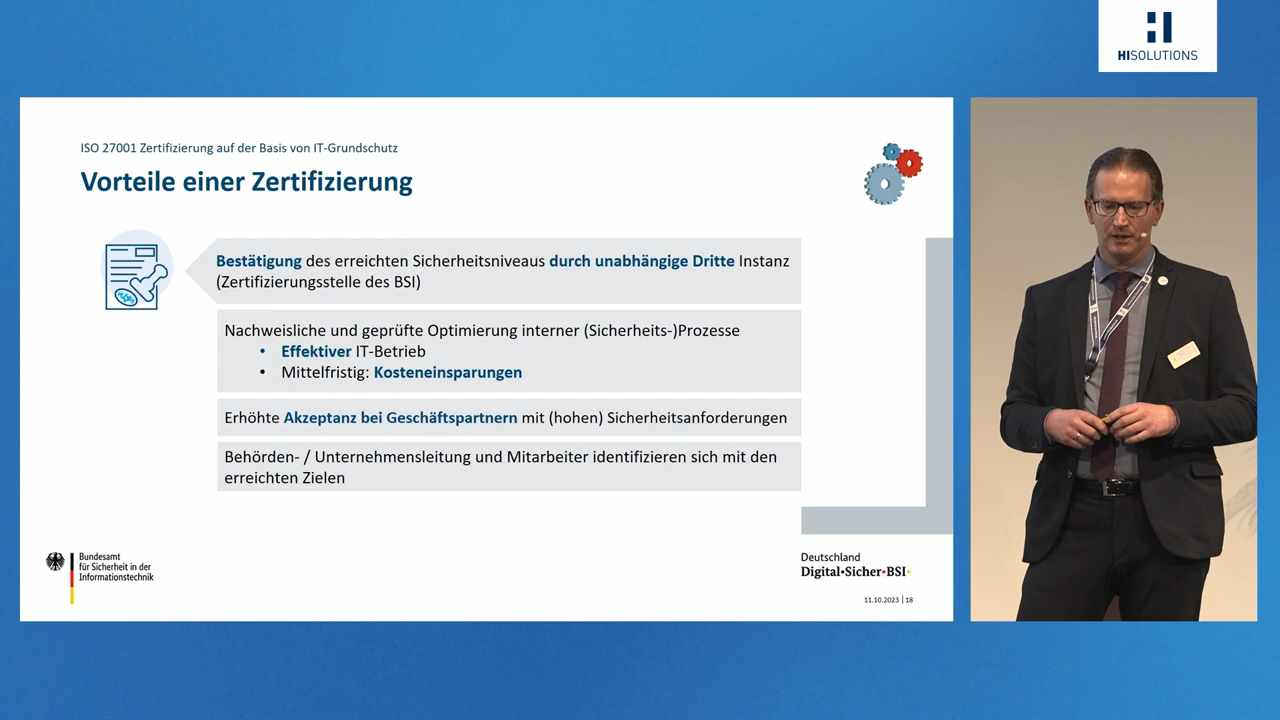 HISOLUTIONS
ISO 27001 Zertifizierung auf der Basis von IT-Grundschutz
Vorteile einer Zertifizierung
Bestätigung des erreichten Sicherheitsniveaus durch unabhängige Dritte Instanz
(Zertifizierungsstelle des BSI)
Nachweisliche und geprüfte Optimierung interner (Sicherheits-)Prozesse
• Effektiver IT-Betrieb
• Mittelfristig: Kosteneinsparungen
Erhöhte Akzeptanz bei Geschäftspartnern mit (hohen) Sicherheitsanforderungen
Behörden- / Unternehmensleitung und Mitarbeiter identifizieren sich mit den
erreichten Zielen
Bundesamt
für Sicherheit in der
Informationstechnik
Deutschland
Digital•Sicher•BSI•
11.10.2023 | 18